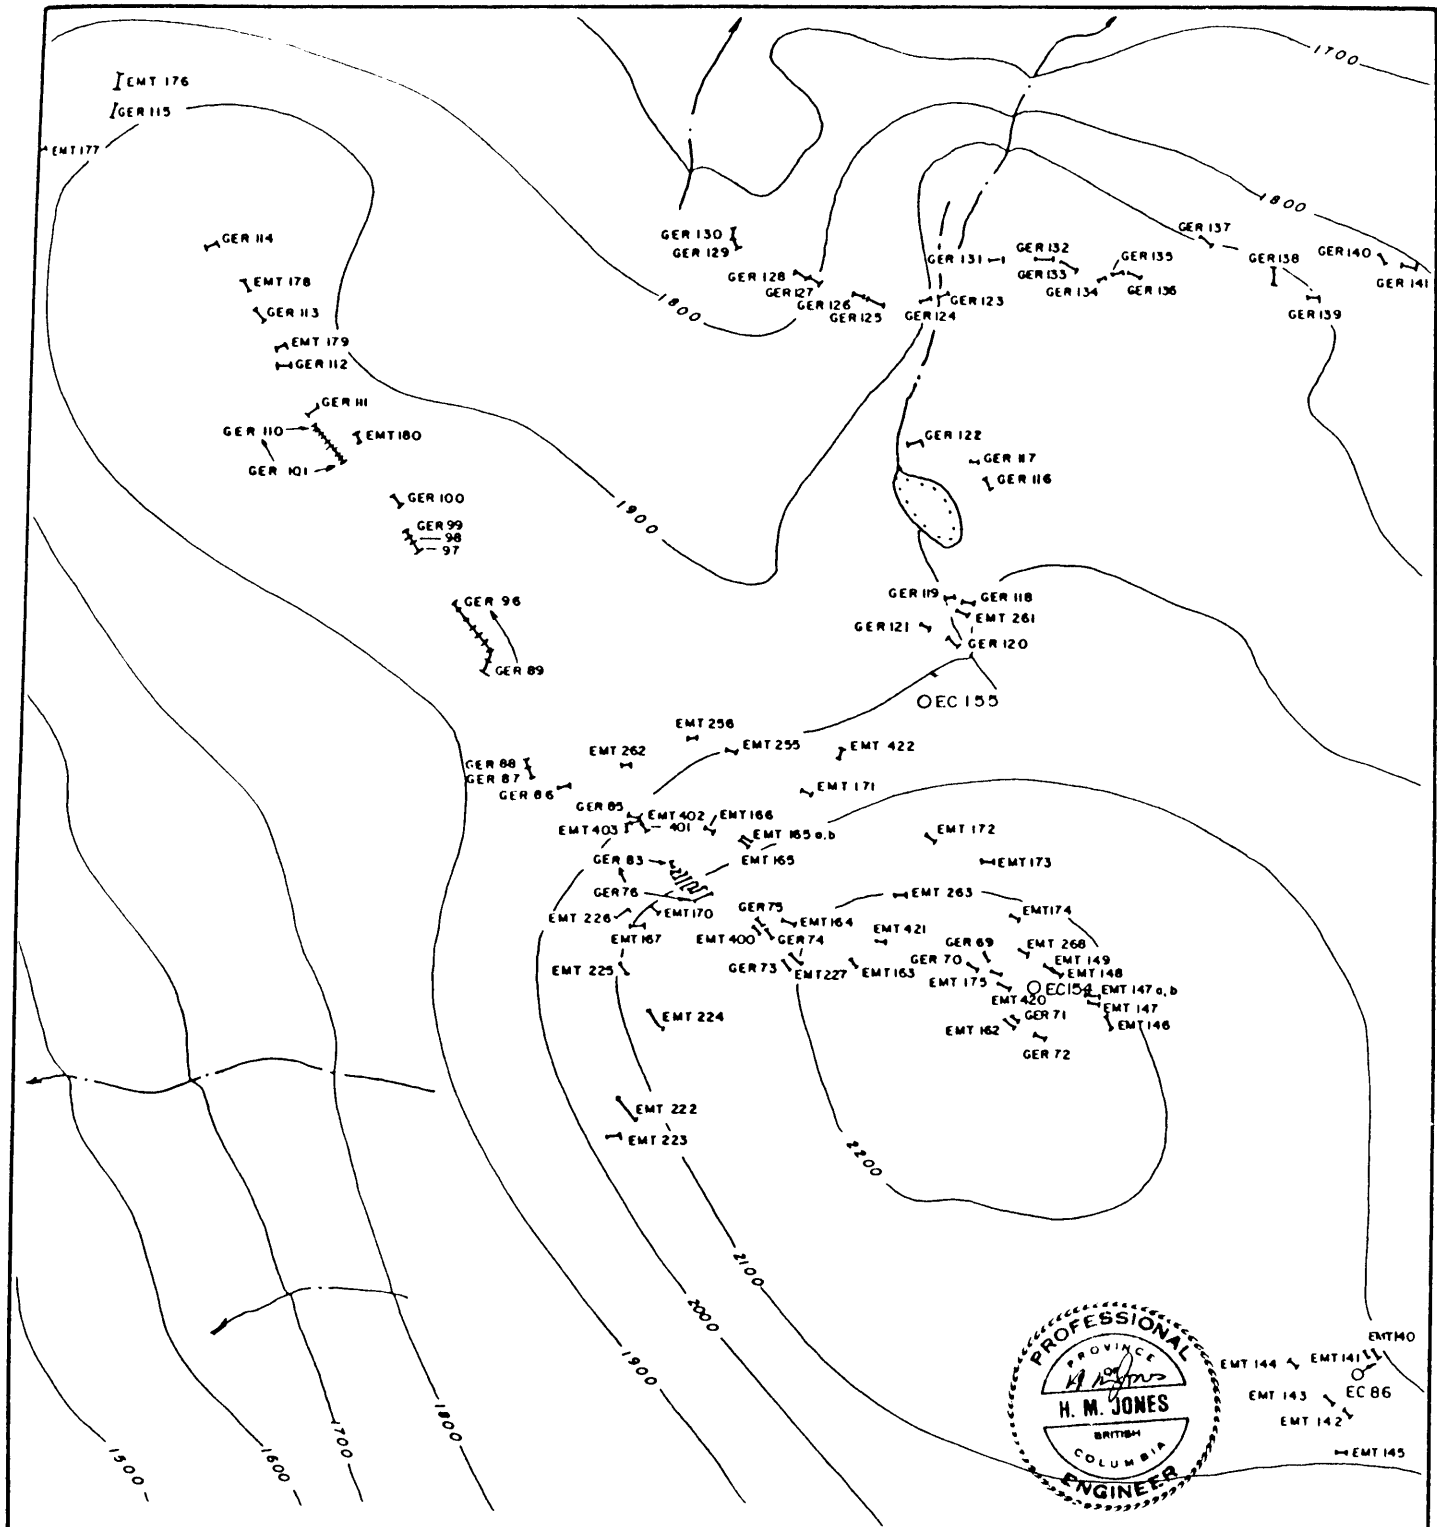 1700
EMT 176
GER 115
EMT 177
1800
GER 137
GER 114
GER 130
GER 129
GER 132
GER 131
GER 133
GER 135
GER 134
GER 136
GER 138
GER 140
GER 141
GER 139
EMT 178
GER 128
GER 127
GER 126
GER 125
GER 124
GER 123
1800
GER 113
EMT 179
GER 112
GER 111
GER 110
EMT 180
GER 101
GER 122
GER 117
GER 116
GER 100
1900
GER 99
98
97
GER 96
GER 119
GER 118
EMT 261
GER 121
GER 120
GER 89
EC 155
EMT 256
EMT 262
EMT 255
EMT 422
GER 88
GER 87
GER 86
EMT 171
GER 85
EMT 402
EMT 166
EMT 403
401
EMT 165 a,b
EMT 172
GER 83
EMT 165
EMT 173
GER 76
EMT 263
EMT 226
EMT 170
GER 75
EMT 164
EMT 174
EMT 167
EMT 400
GER 74
EMT 421
GER 69
EMT 268
EMT 225
GER 73
EMT 227
EMT 163
GER 70
EMT 149
EMT 148
EMT 175
EC 154
EMT 147 a,b
EMT 420
EMT 147
EMT 224
GER 71
EMT 162
EMT 146
GER 72
EMT 222
EMT 223
2200
2100
2000
1900
1800
1700
1600
1500
PROFESSIONAL
PROVINCE
OF
H. M. JONES
BRITISH
COLUMBIA
ENGINEER
EMT 140
EMT 144
EMT 141
EC 86
EMT 143
EMT 142
EMT 145